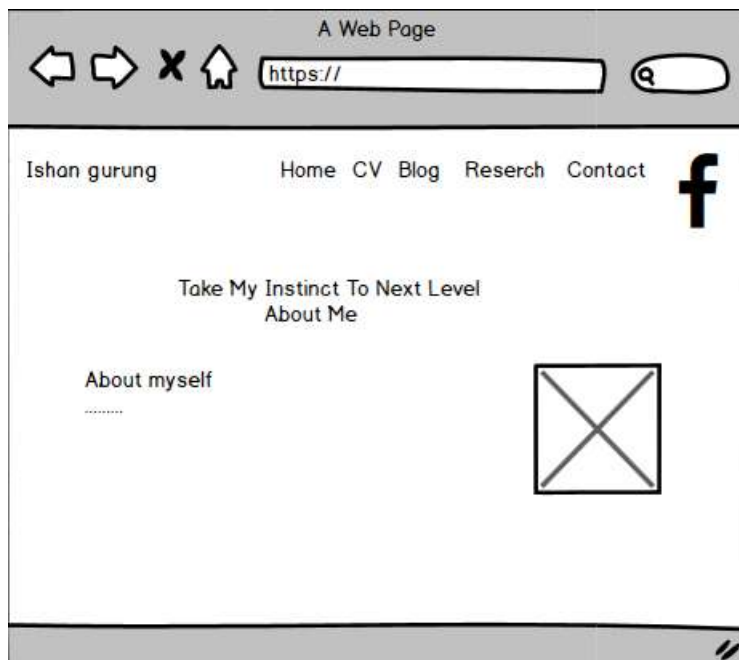 A Web Page
https://
Ishan gurung Home CV Blog Reserch Contact f
Take My Instinct To Next Level
About Me
About myself
.........